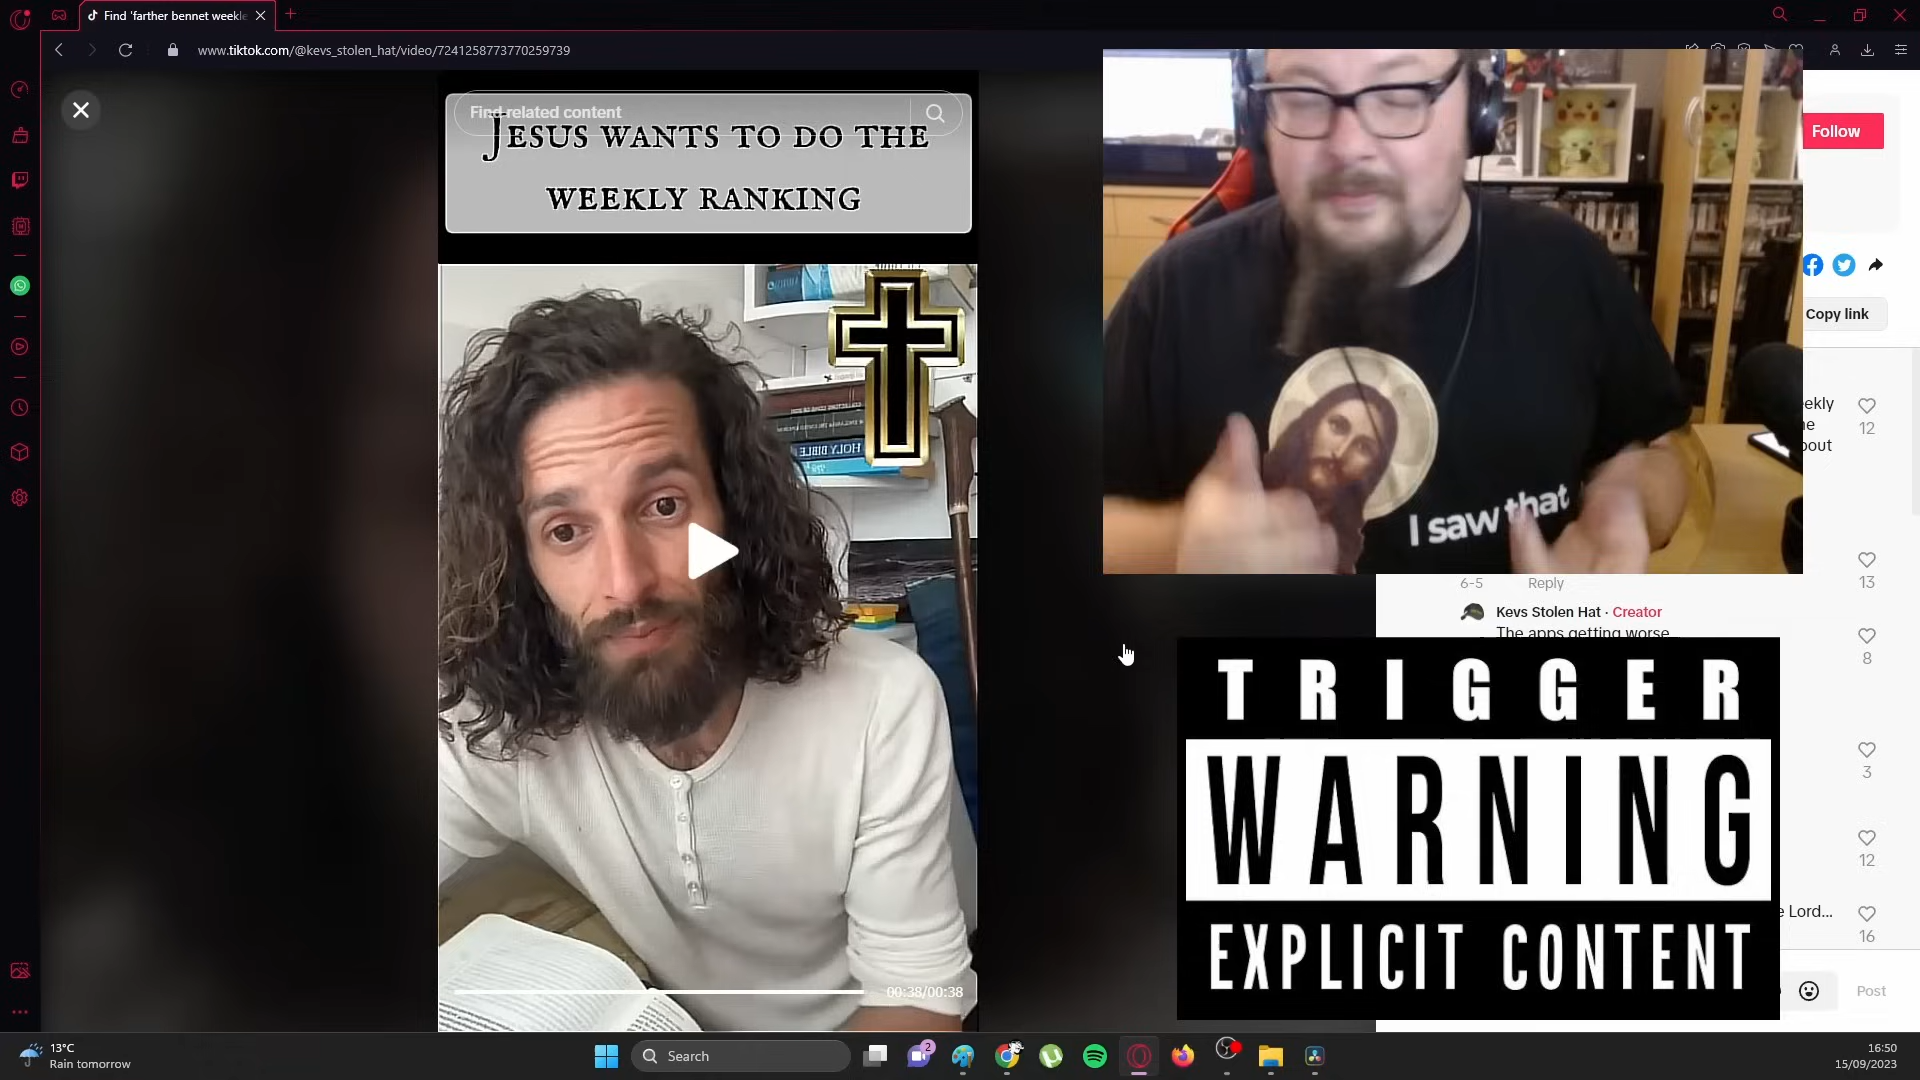 Find 'farther bennet weekle
www.tiktok.com/@kevs_stolen_hat/video/7241258773770259739
Find related content
Jesus wants to do the
weekly ranking
HOLY BIBLE
00:38/00:38
I saw that
Follow
Copy link
12
6-5 Reply
13
Kevs Stolen Hat · Creator
The apps getting worse
8
3
12
e Lord...
16
Post
TRIGGER
WARNING
EXPLICIT CONTENT
13°C
Rain tomorrow
Search
2
16:50
15/09/2023